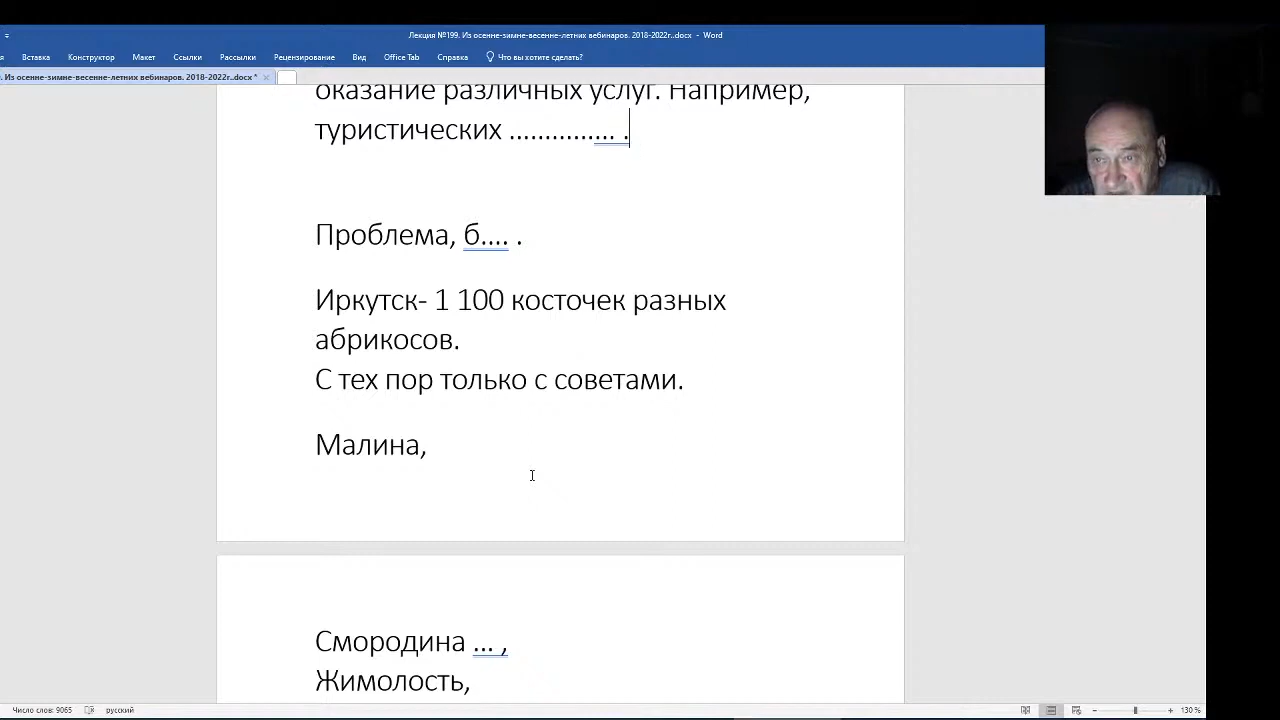 Лекция №199. Из осенне-зимне-весенне-летних вебинаров. 2018-2022г..docx - Word
Вставка Конструктор Макет Ссылки Рассылки Рецензирование Вид Office Tab Справка Что вы хотите сделать?
. Из осенне-зимне-весенне-летних вебинаров. 2018-2022г..docx *
оказание различных услуг. Например,
туристических ............... .
Проблема, б.... .
Иркутск- 1 100 косточек разных
абрикосов.
С тех пор только с советами.
Малина,
Смородина ... ,
Жимолость,
Число слов: 9065 русский 130 %